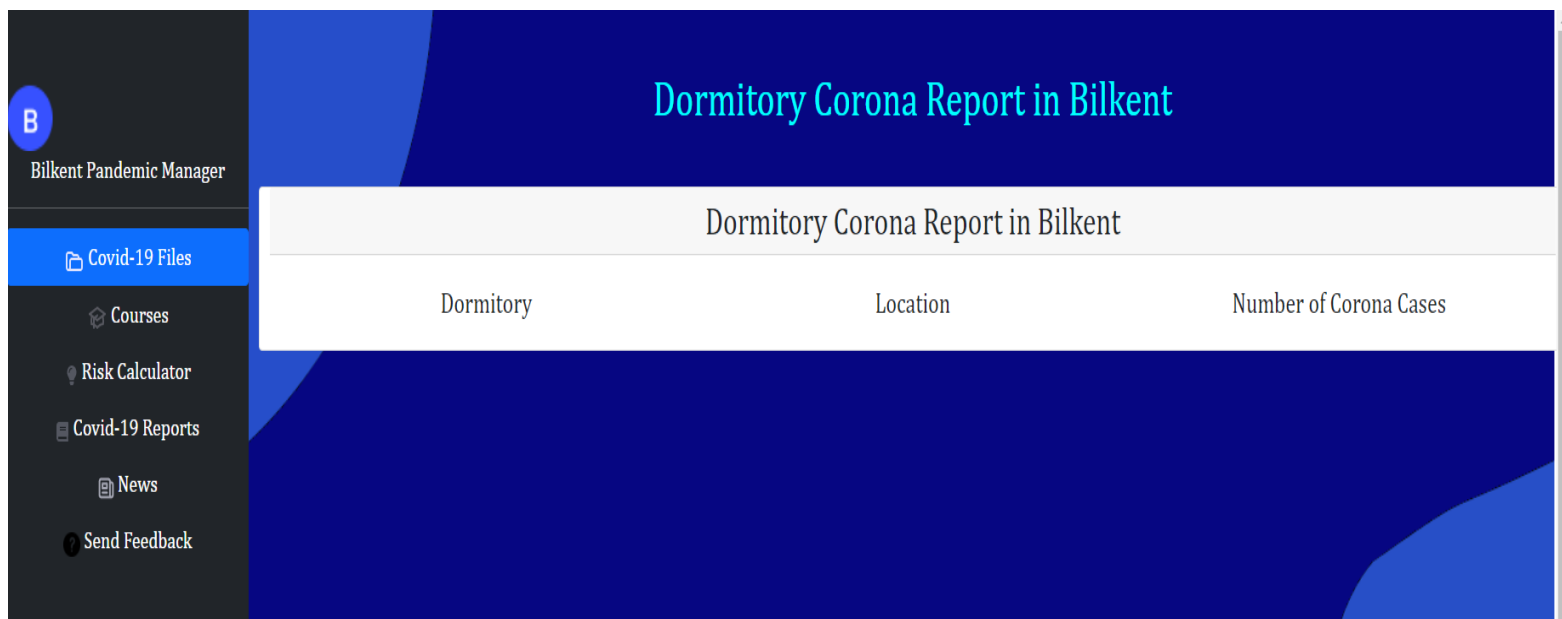 B
Bilkent Pandemic Manager
Covid-19 Files
Courses
Risk Calculator
Covid-19 Reports
News
? Send Feedback
Dormitory Corona Report in Bilkent
Dormitory Corona Report in Bilkent
Dormitory Location Number of Corona Cases